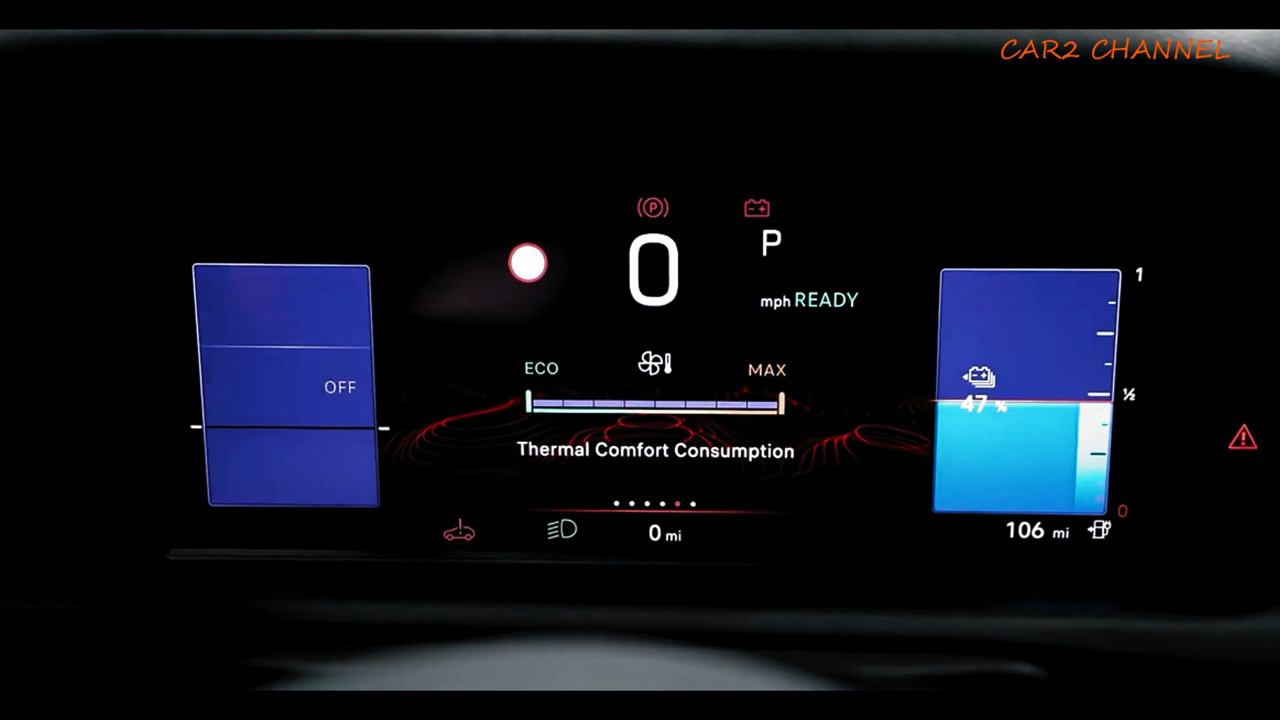 CAR2 CHANNEL
P
0
P
mph READY
1
ECO
MAX
OFF
47 %
½
Thermal Comfort Consumption
0
0 mi
106 mi